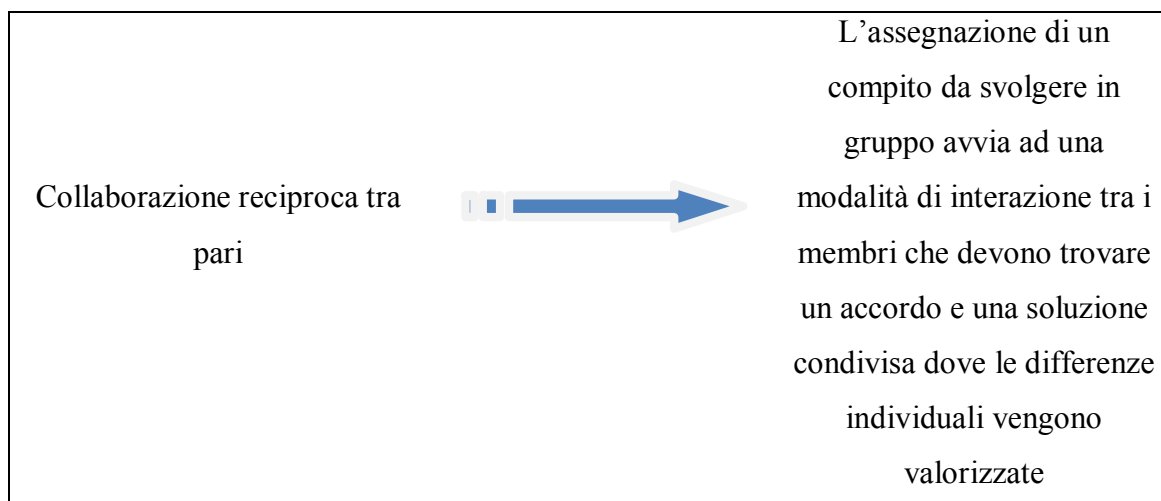 Collaborazione reciproca tra
pari
L’assegnazione di un
compito da svolgere in
gruppo avvia ad una
modalità di interazione tra i
membri che devono trovare
un accordo e una soluzione
condivisa dove le differenze
individuali vengono
valorizzate